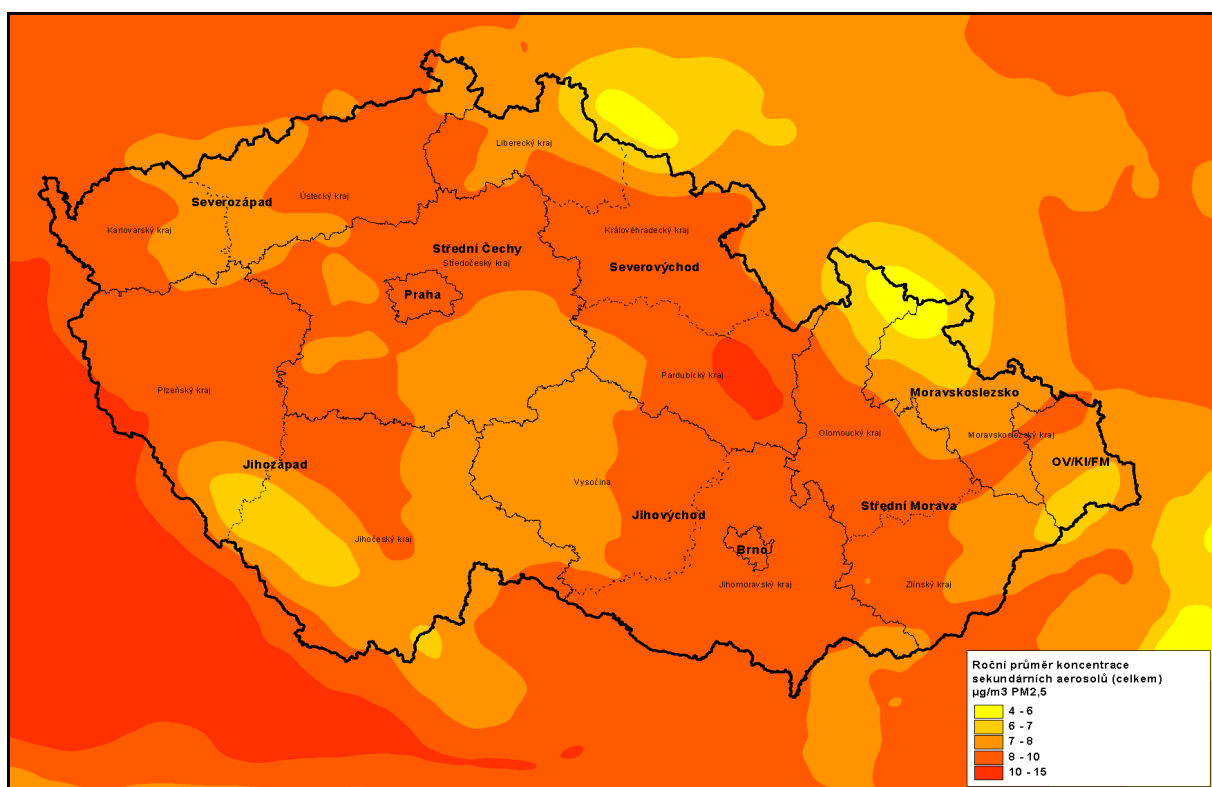 Liberecký kraj
Severozápad
Ústecký kraj
Karlovarský kraj
Královéhradecký kraj
Střední Čechy
Středočeský kraj
Severovýchod
Praha
Pardubický kraj
Plzeňský kraj
Moravskoslezsko
Olomoucký kraj
Moravskoslezský kraj
OV/KI/FM
Jihozápad
Vysočina
Střední Morava
Jihovýchod
Jihočeský kraj
Brno
Jihomoravský kraj
Zlínský kraj
Roční průměr koncentrace
sekundárních aerosolů (celkem)
µg/m3 PM2,5
4 - 6
6 - 7
7 - 8
8 - 10
10 - 15